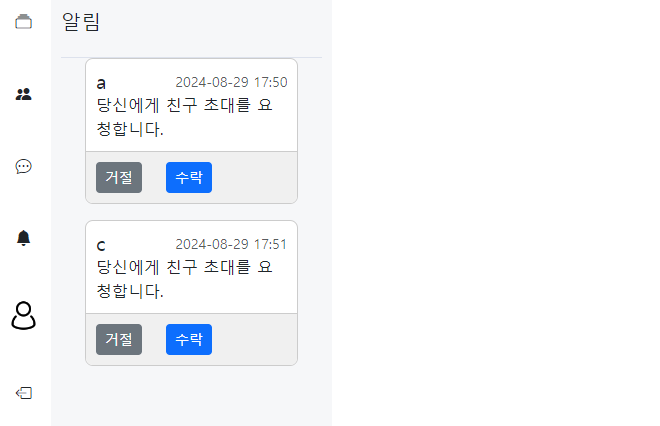 알림
a 2024-08-29 17:50
당신에게 친구 초대를 요
청합니다.
거절 수락
c 2024-08-29 17:51
당신에게 친구 초대를 요
청합니다.
거절 수락